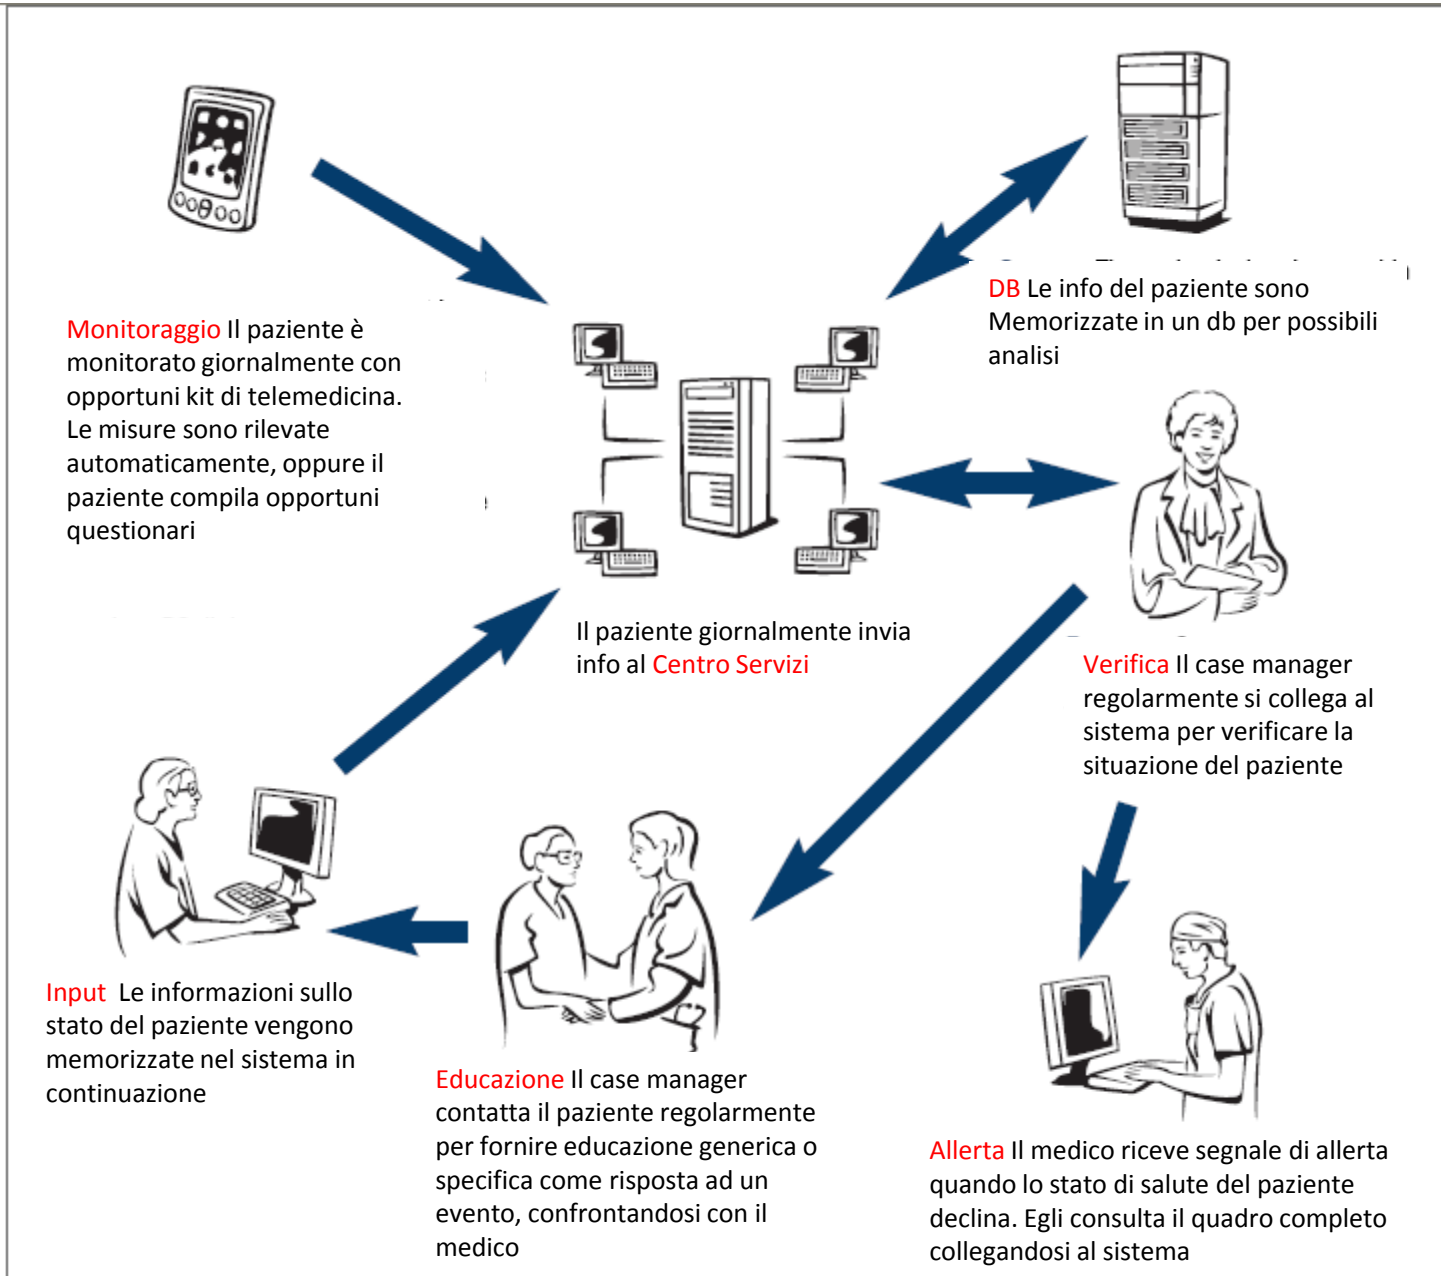 Monitoraggio Il paziente è
monitorato giornalmente con
opportuni kit di telemedicina.
Le misure sono rilevate
automaticamente, oppure il
paziente compila opportuni
questionari
DB Le info del paziente sono
Memorizzate in un db per possibili
analisi
Il paziente giornalmente invia
info al Centro Servizi
Verifica Il case manager
regolarmente si collega al
sistema per verificare la
situazione del paziente
Input Le informazioni sullo
stato del paziente vengono
memorizzate nel sistema in
continuazione
Educazione Il case manager
contatta il paziente regolarmente
per fornire educazione generica o
specifica come risposta ad un
evento, confrontandosi con il
medico
Allerta Il medico riceve segnale di allerta
quando lo stato di salute del paziente
declina. Egli consulta il quadro completo
collegandosi al sistema